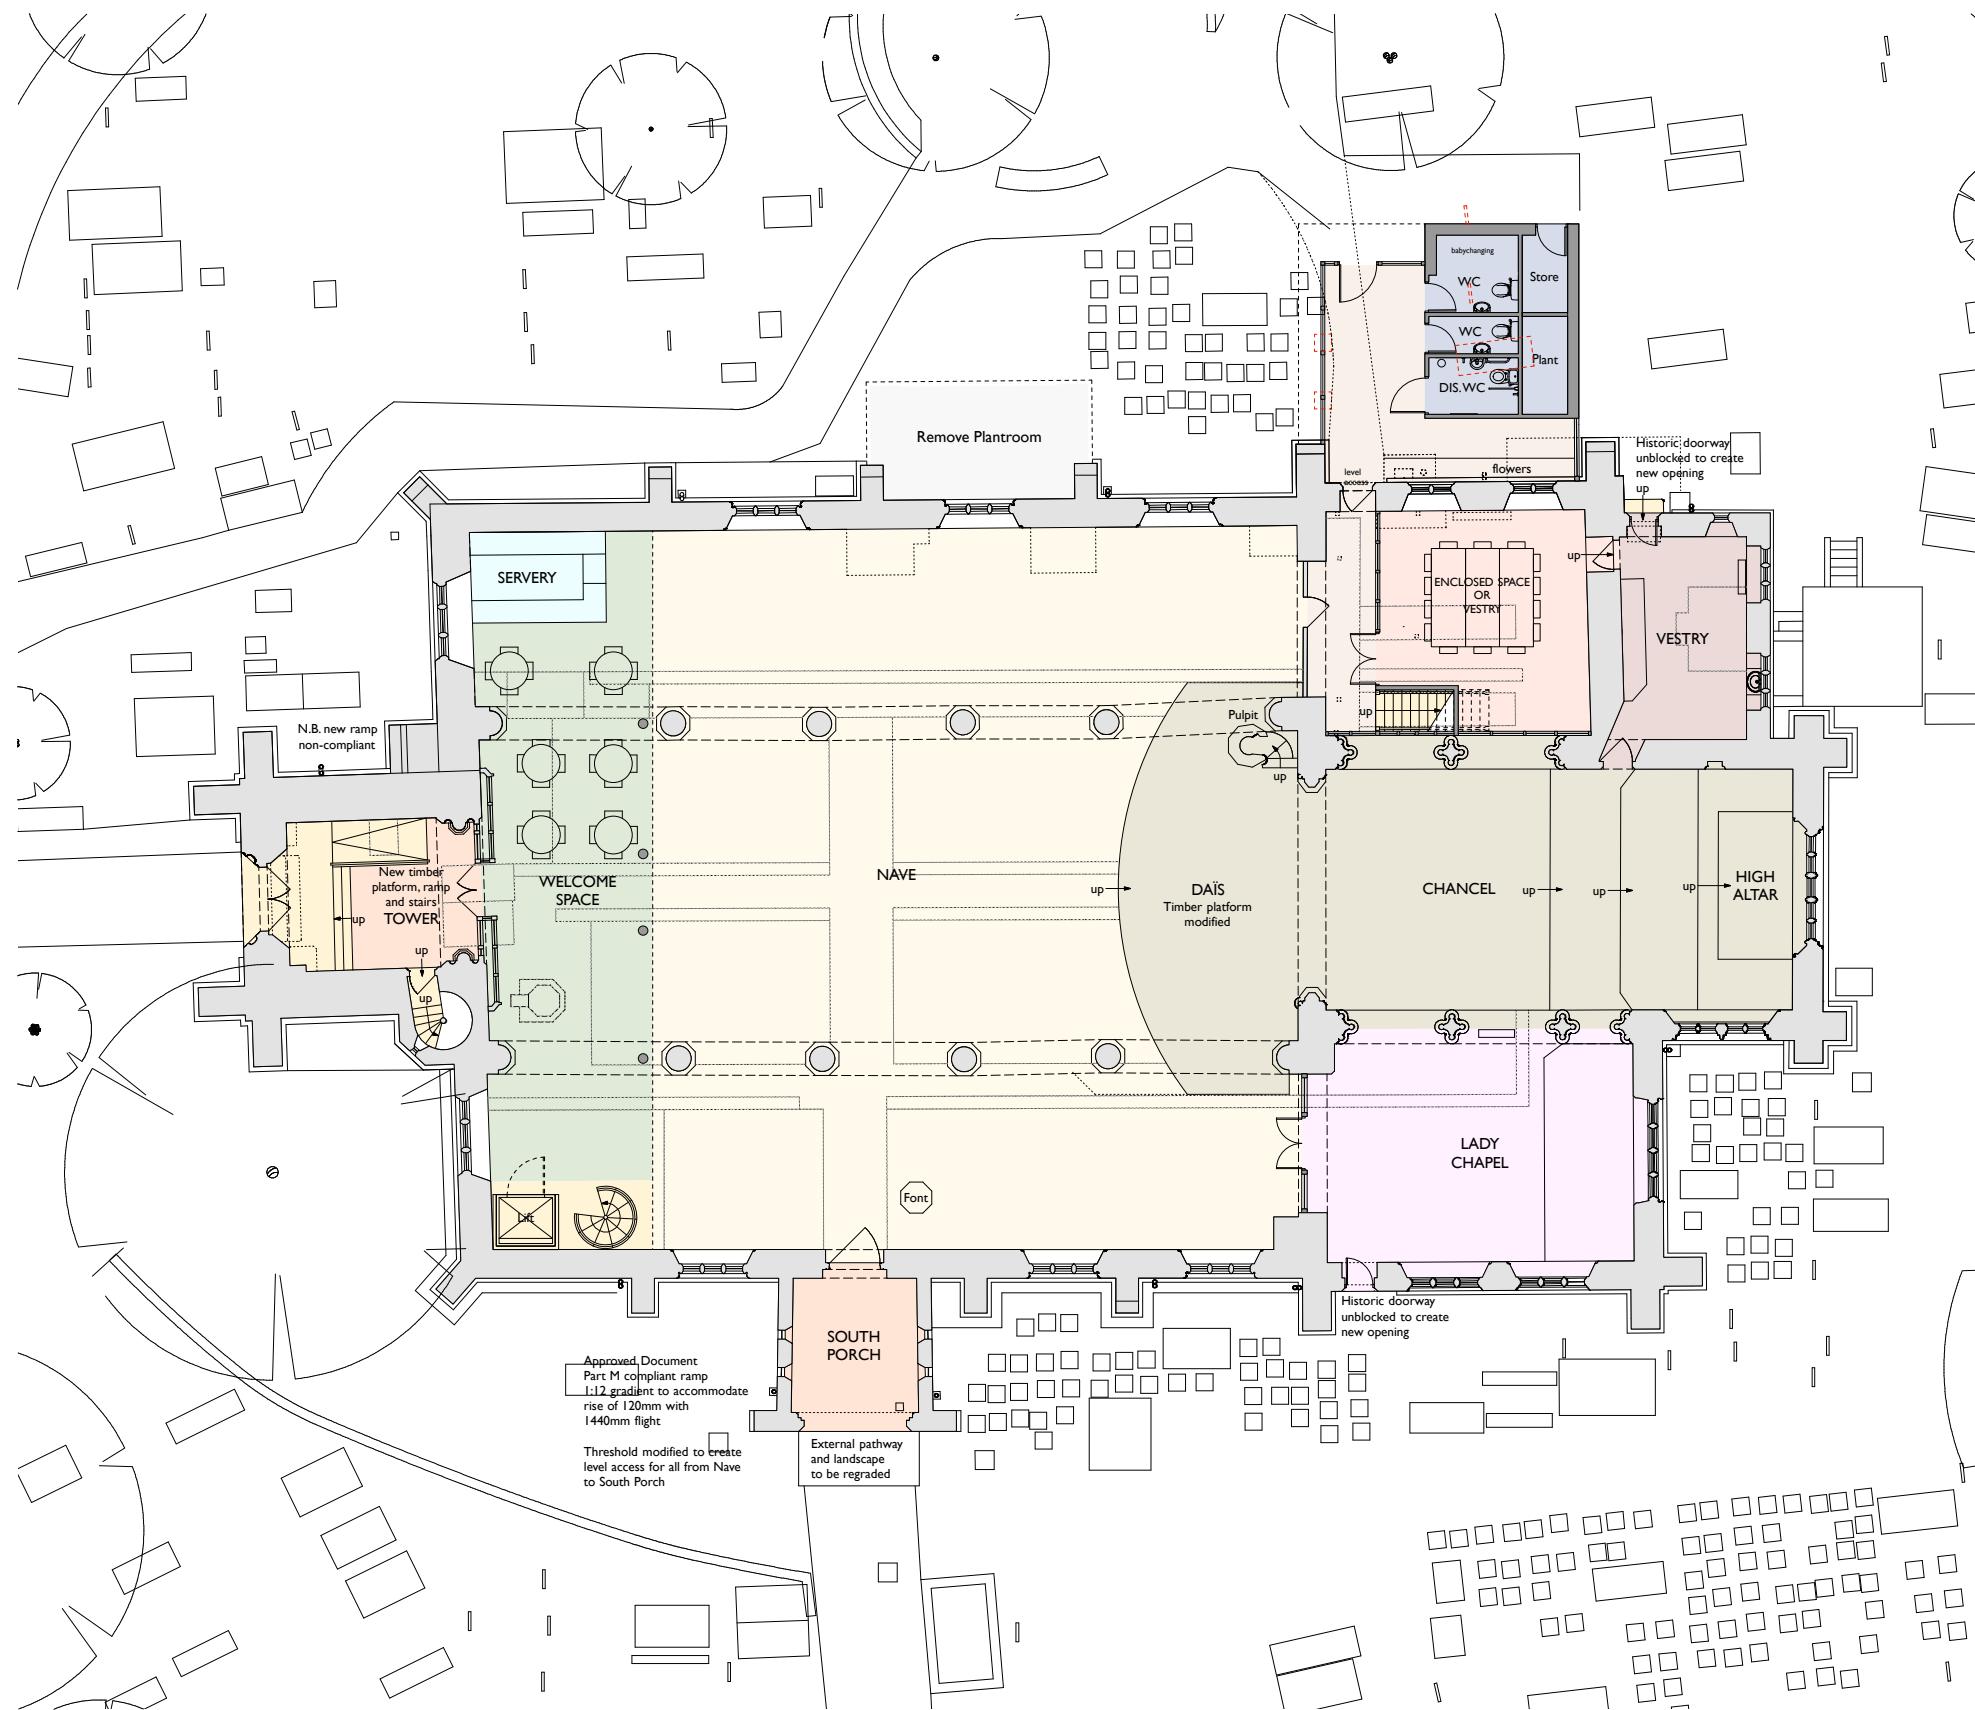 babychanging
WC
Store
WC
Plant
DIS.WC
Remove Plantroom
level
access
flowers
Historic doorway
unblocked to create
new opening
up
SERVERY
up
ENCLOSED SPACE
OR
VESTRY
VESTRY
N.B. new ramp
non-compliant
Pulpit
up
up
New timber
platform, ramp
and stairs
TOWER
up
up
up
WELCOME
SPACE
NAVE
up
DAÏS
Timber platform
modified
CHANCEL
up
up
up
HIGH
ALTAR
LADY
CHAPEL
Lift
Font
SOUTH
PORCH
Historic doorway
unblocked to create
new opening
Approved Document
Part M compliant ramp
1:12 gradient to accommodate
rise of 120mm with
1440mm flight
Threshold modified to create
level access for all from Nave
to South Porch
External pathway
and landscape
to be regraded